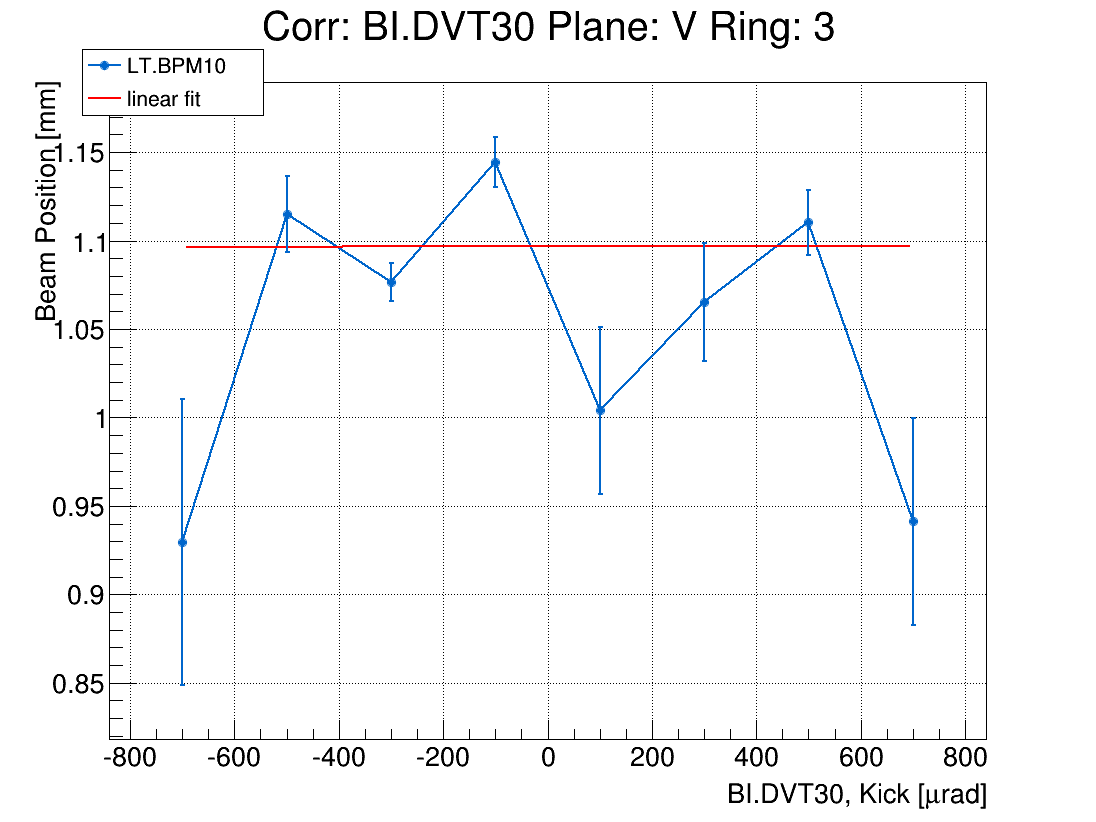 Corr: BI.DVT30 Plane: V Ring: 3
LT.BPM10
linear fit
Beam Position [mm]
1.15
1.1
1.05
1
0.95
0.9
0.85
-800 -600 -400 -200 0 200 400 600 800
BI.DVT30, Kick [μrad]